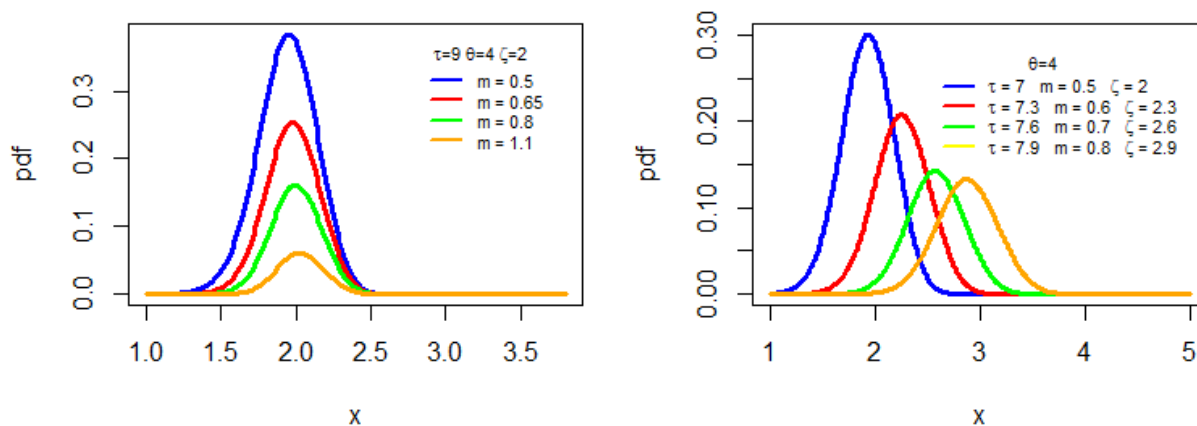 pdf
0.0 0.1 0.2 0.3
τ=9 θ=4 ζ=2
m = 0.5
m = 0.65
m = 0.8
m = 1.1
1.0 1.5 2.0 2.5 3.0 3.5
x
pdf
0.00 0.10 0.20 0.30
θ=4
τ = 7 m = 0.5 ζ = 2
τ = 7.3 m = 0.6 ζ = 2.3
τ = 7.6 m = 0.7 ζ = 2.6
τ = 7.9 m = 0.8 ζ = 2.9
1 2 3 4 5
x